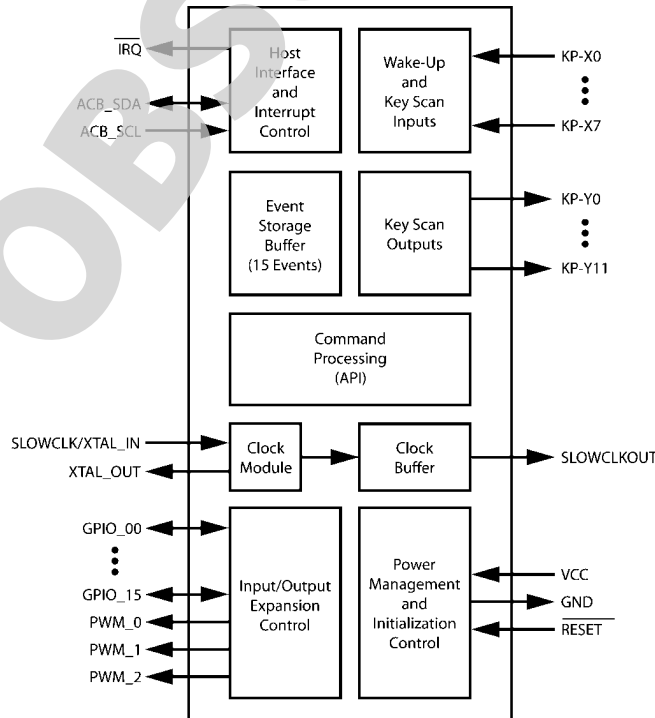 IRQ
ACB_SDA
ACB_SCL
Host
Interface
and
Interrupt
Control
Wake-Up
and
Key Scan
Inputs
KP-X0
KP-X7
Event
Storage
Buffer
(15 Events)
Key Scan
Outputs
KP-Y0
KP-Y11
Command
Processing
(API)
SLOWCLK/XTAL_IN
XTAL_OUT
Clock
Module
Clock
Buffer
SLOWCLKOUT
GPIO_00
GPIO_15
PWM_0
PWM_1
PWM_2
Input/Output
Expansion
Control
Power
Management
and
Initialization
Control
VCC
GND
RESET
OBS